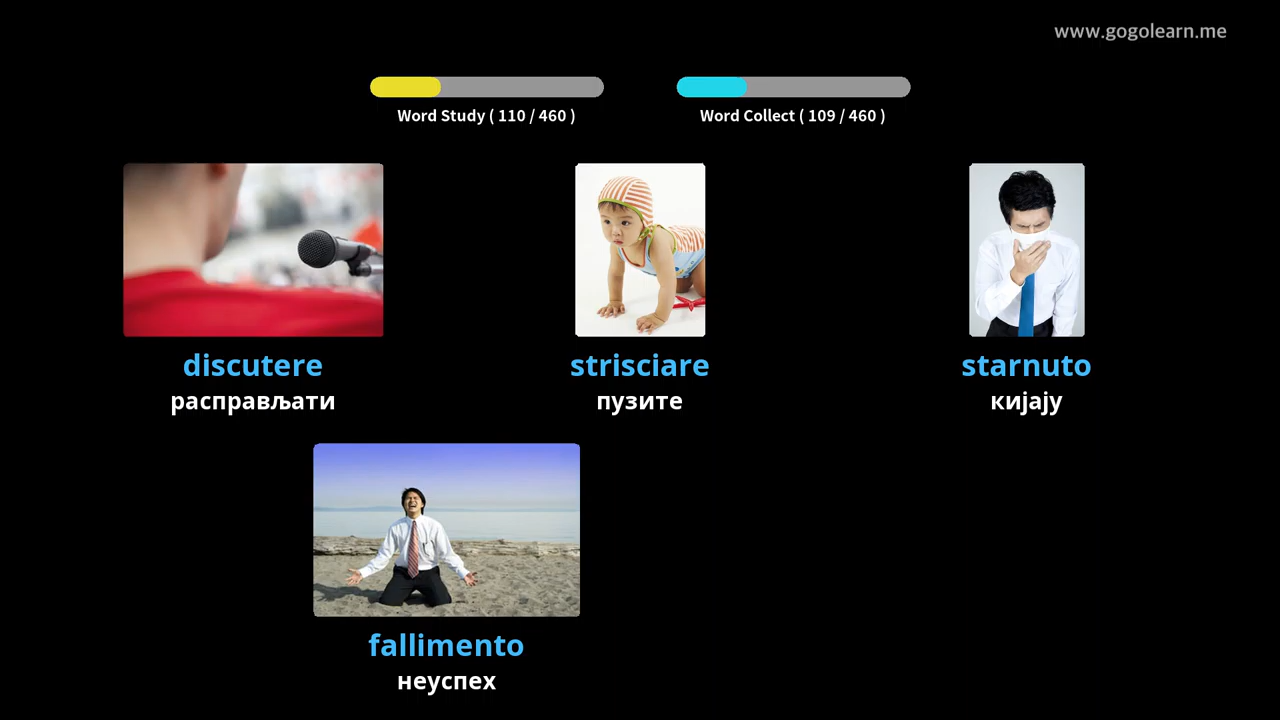 www.gogolearn.me
Word Study ( 110 / 460 )
Word Collect ( 109 / 460 )
discutere
strisciare
starnuto
расправљати
пузите
кијају
fallimento
неуспех